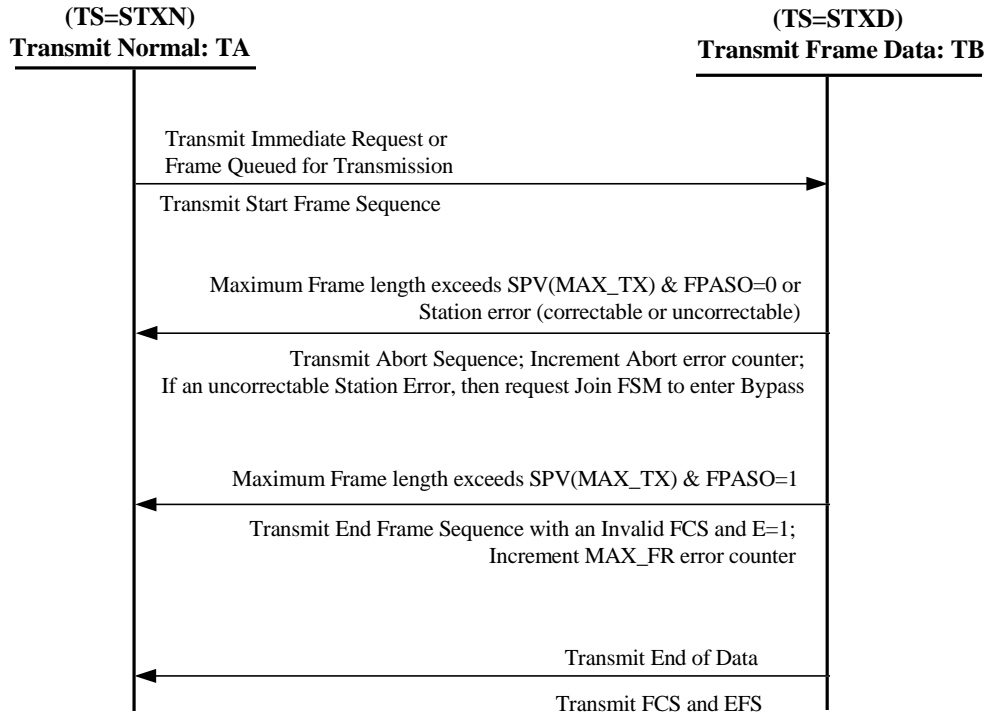 (TS=STXN)
Transmit Normal: TA
(TS=STXD)
Transmit Frame Data: TB
Transmit Immediate Request or
Frame Queued for Transmission
Transmit Start Frame Sequence
Maximum Frame length exceeds SPV(MAX_TX) & FPASO=0 or
Station error (correctable or uncorrectable)
Transmit Abort Sequence; Increment Abort error counter;
If an uncorrectable Station Error, then request Join FSM to enter Bypass
Maximum Frame length exceeds SPV(MAX_TX) & FPASO=1
Transmit End Frame Sequence with an Invalid FCS and E=1;
Increment MAX_FR error counter
Transmit End of Data
Transmit FCS and EFS